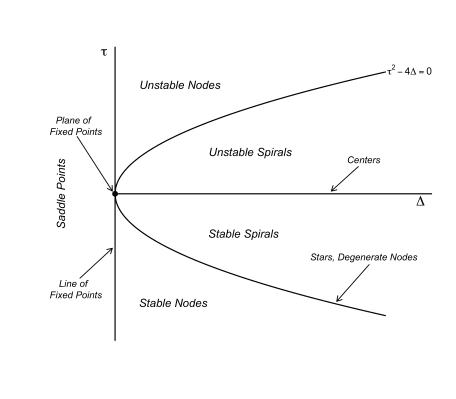 τ
τ² − 4Δ = 0
Unstable Nodes
Plane of
Fixed Points
Unstable Spirals
Centers
Saddle Points
Δ
Stable Spirals
Stars, Degenerate Nodes
Line of
Fixed Points
Stable Nodes